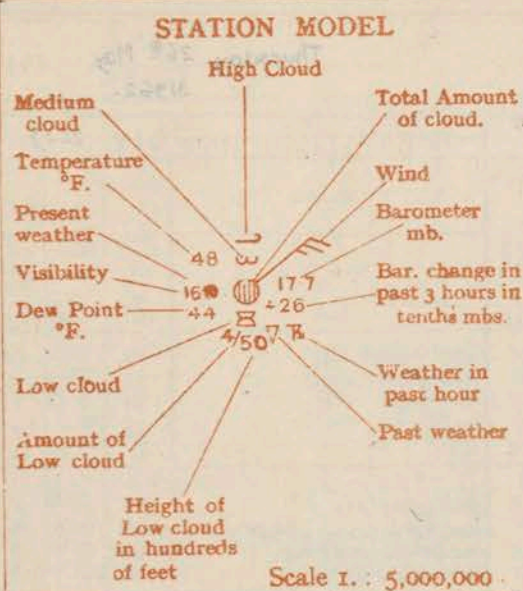 STATION MODEL
High Cloud
Medium
cloud
Total Amount
of cloud.
Temperature
°F.
Wind
Present
weather
Barometer
mb.
48
Visibility
16
177
Bar. change in
past 3 hours in
tenths mbs.
Dew Point
°F.
44
26
4/50
Low cloud
Weather in
past hour
Amount of
Low cloud
Past weather
Height of
Low cloud
in hundreds
of feet
Scale 1. : 5,000,000